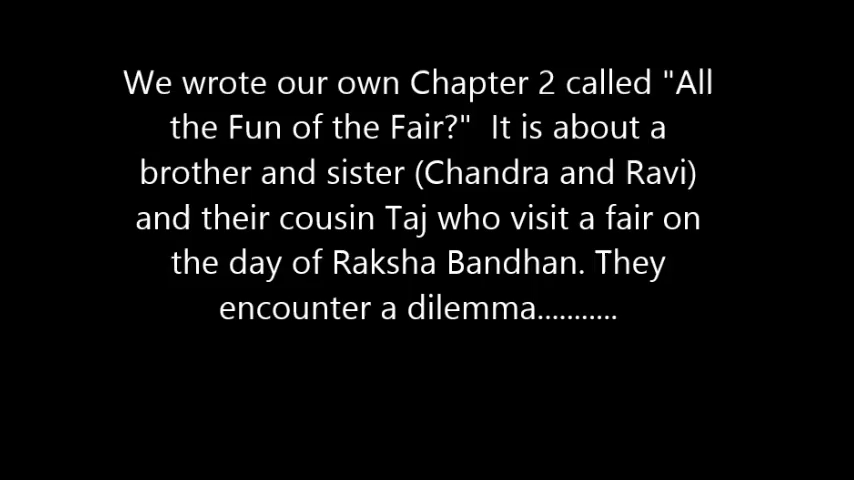 We wrote our own Chapter 2 called "All
the Fun of the Fair?"  It is about a
brother and sister (Chandra and Ravi)
and their cousin Taj who visit a fair on
the day of Raksha Bandhan. They
encounter a dilemma...........